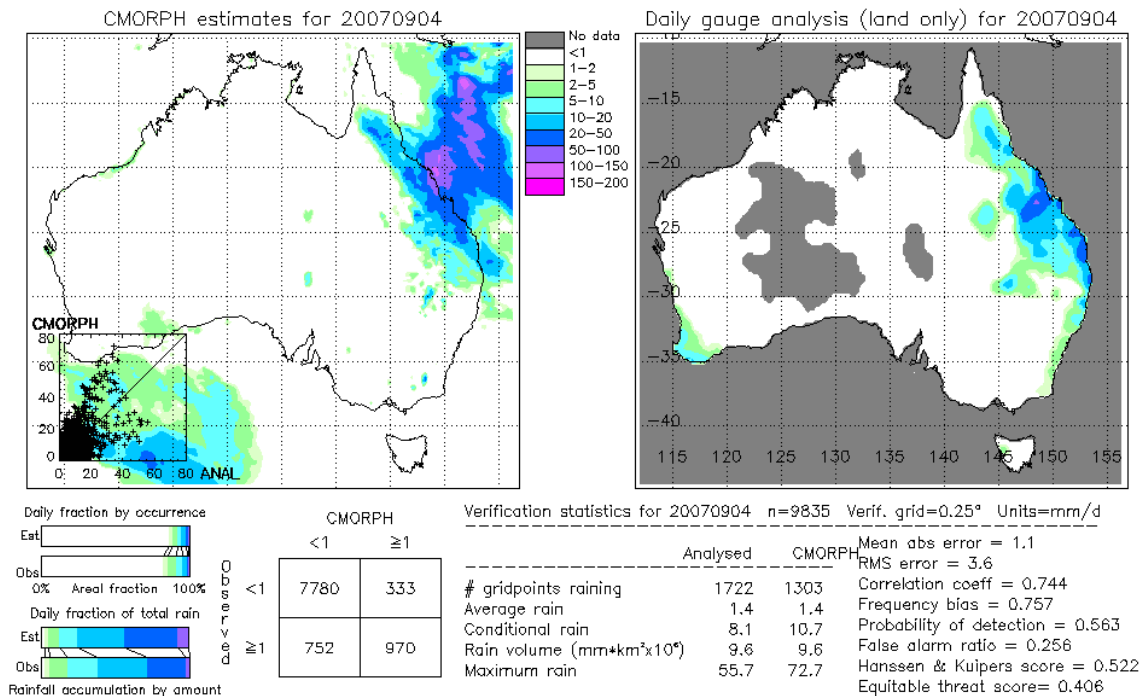 CMORPH estimates for 20070904
Daily gauge analysis (land only) for 20070904
No data
<1
1-2
2-5
5-10
10-20
20-50
50-100
100-150
150-200
-10
-15
-20
-25
-30
-35
-40
115 120 125 130 135 140 145 150 155
CMORPH
80
60
40
20
0
0 20 40 60 80
ANAL
Daily fraction by occurrence
Est
Obs
0% Areal fraction 100%
Daily fraction of total rain
Est
Obs
Rainfall accumulation by amount
CMORPH
<1 ≥1
Observed
<1 7780 333
≥1 752 970
Verification statistics for 20070904 n=9835 Verif. grid=0.25° Units=mm/d
Analysed CMORPH
# gridpoints raining 1722 1303
Average rain 1.4 1.4
Conditional rain 8.1 10.7
Rain volume (mm*km²x10⁶) 9.6 9.6
Maximum rain 55.7 72.7
Mean abs error = 1.1
RMS error = 3.6
Correlation coeff = 0.744
Frequency bias = 0.757
Probability of detection = 0.563
False alarm ratio = 0.256
Hanssen & Kuipers score = 0.522
Equitable threat score= 0.406